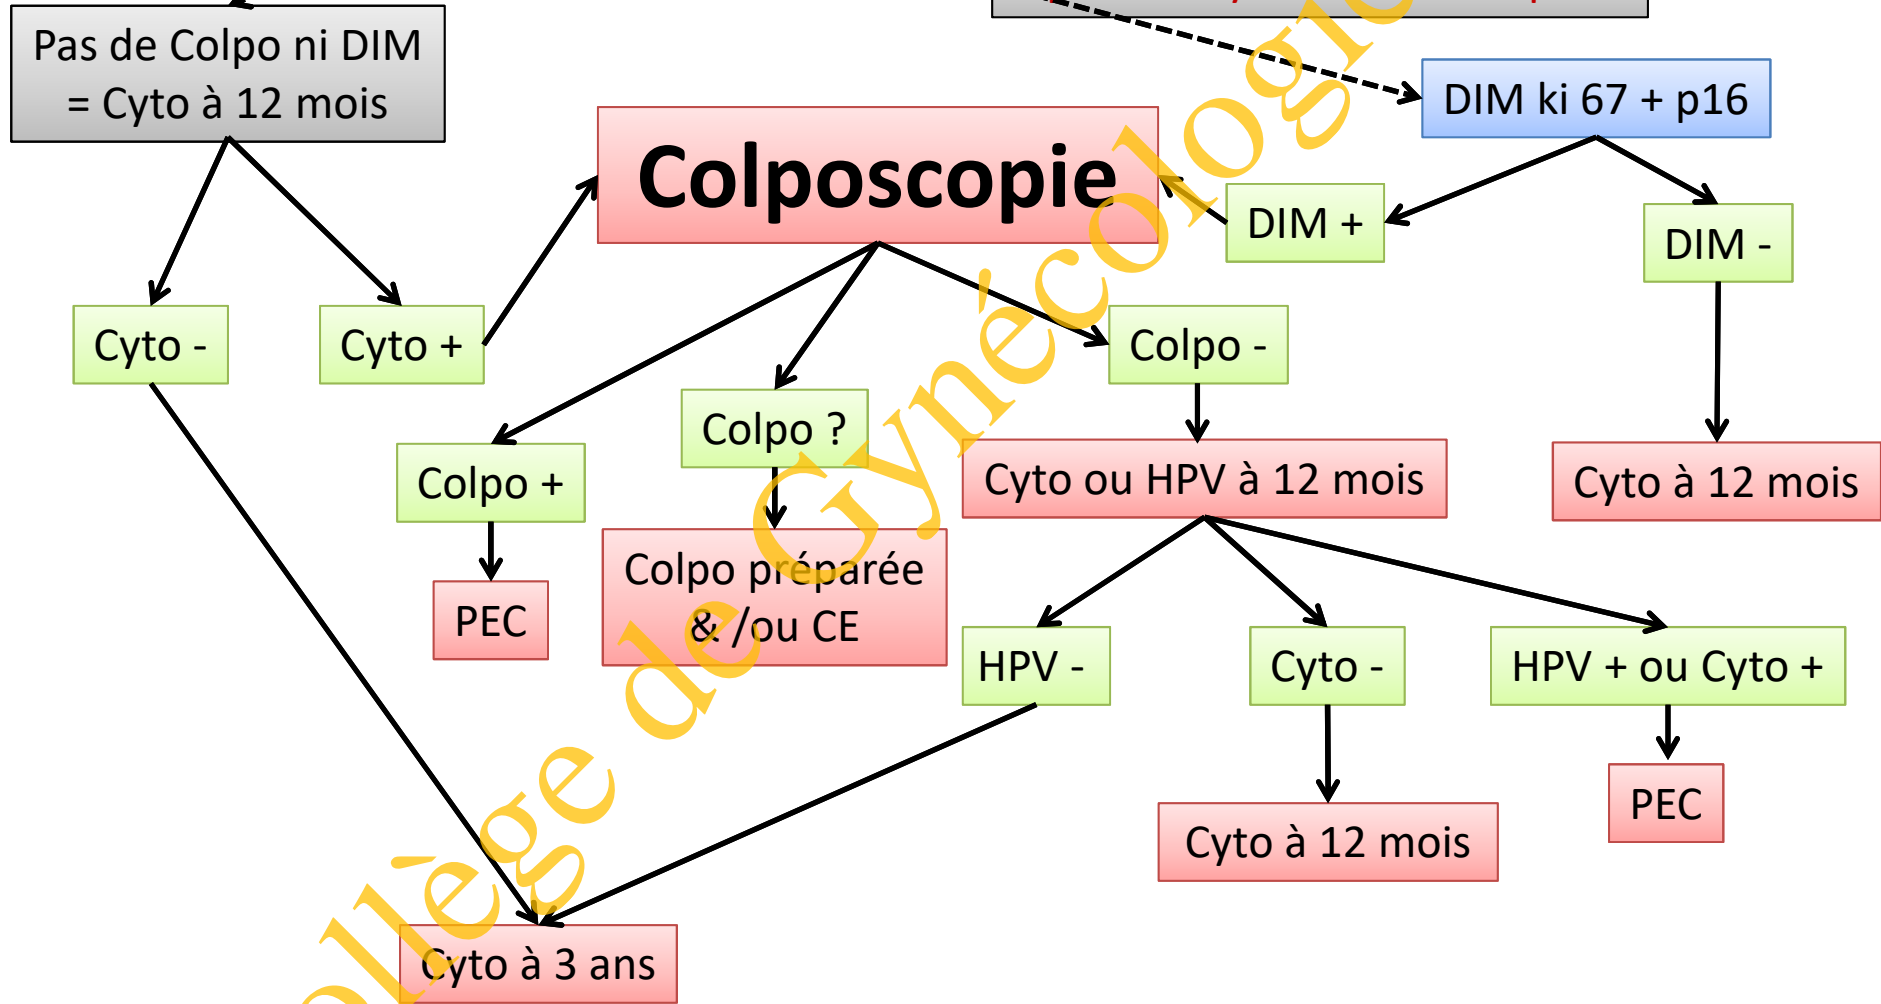 Pas de Colpo ni DIM
= Cyto à 12 mois
DIM ki 67 + p16
Colposcopie
DIM +
DIM -
Cyto -
Cyto +
Colpo -
Colpo ?
Colpo +
Cyto ou HPV à 12 mois
Cyto à 12 mois
Colpo préparée
& /ou CE
PEC
HPV -
Cyto -
HPV + ou Cyto +
PEC
Cyto à 12 mois
Cyto à 3 ans
de Gynécologie